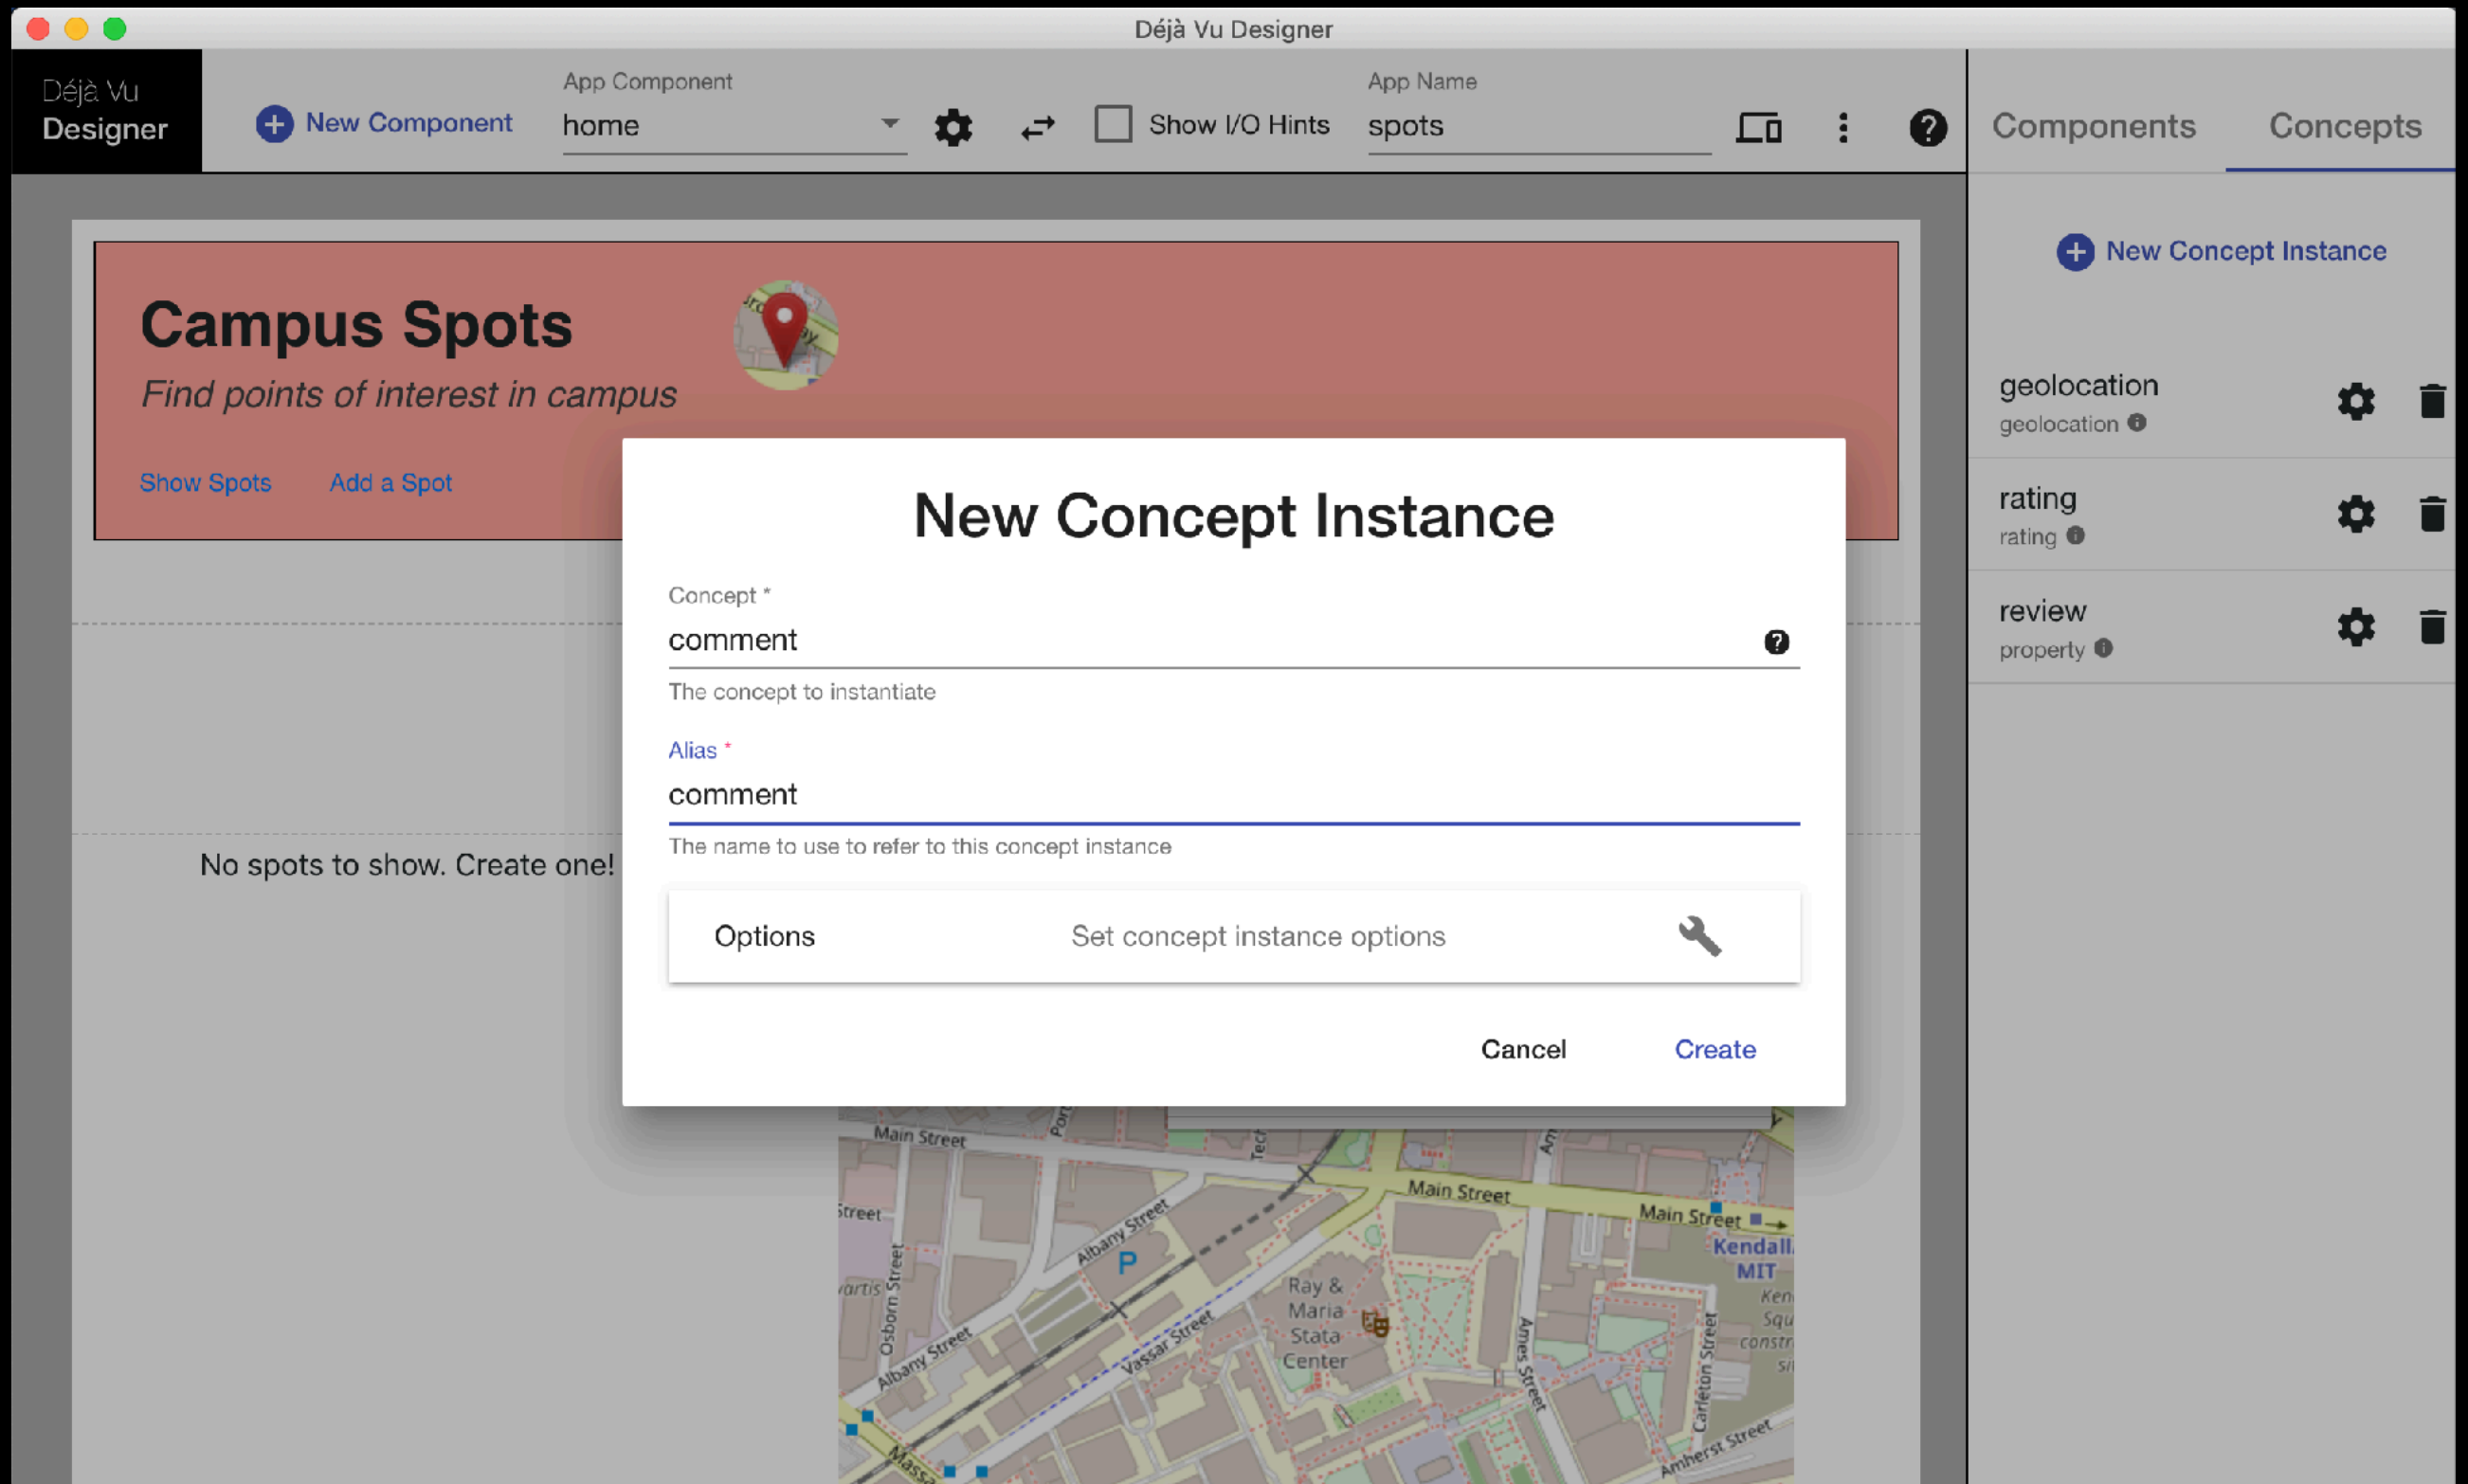 Déjà Vu Designer
Déjà Vu
Designer
New Component
App Component
home
Show I/O Hints
App Name
spots
Components
Concepts
New Concept Instance
Campus Spots
Find points of interest in campus
Show Spots
Add a Spot
geolocation
geolocation
rating
rating
review
property
New Concept Instance
Concept *
comment
The concept to instantiate
Alias *
comment
The name to use to refer to this concept instance
Options
Set concept instance options
Cancel
Create
No spots to show. Create one!
Main Street
Main Street
Main Street
Albany Street
P
Kendall
MIT
Osborn Street
Ray &
Maria
Stata
Center
Ames Street
Carleton Street
Albany Street
Vassar Street
Amherst Street